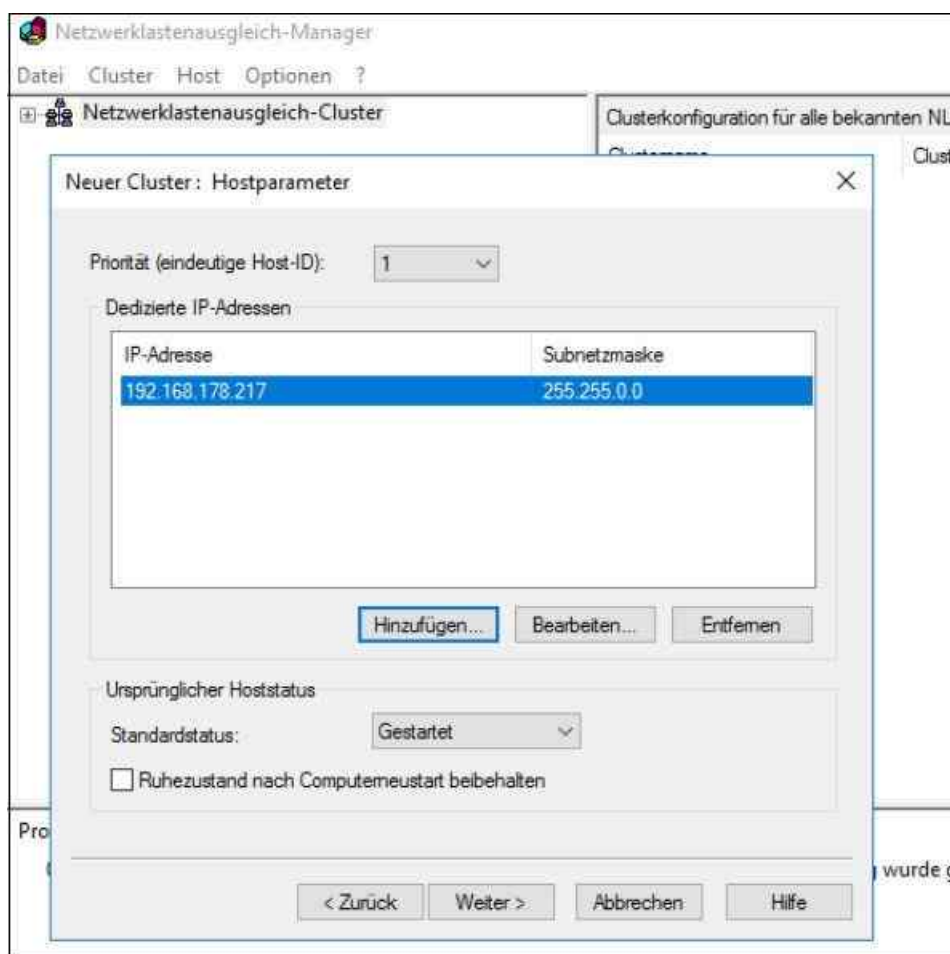 Netzwerklastenausgleich-Manager
Datei Cluster Host Optionen ?
Netzwerklastenausgleich-Cluster
Clusterkonfiguration für alle bekannten NL
Clust
Neuer Cluster: Hostparameter
Priorität (eindeutige Host-ID): 1
Dedizierte IP-Adressen
IP-Adresse Subnetzmaske
192.168.178.217 255.255.0.0
Hinzufügen... Bearbeiten... Entfernen
Ursprünglicher Hoststatus
Standardstatus: Gestartet
Ruhezustand nach Computerneustart beibehalten
Pro
wurde g
< Zurück Weiter > Abbrechen Hilfe